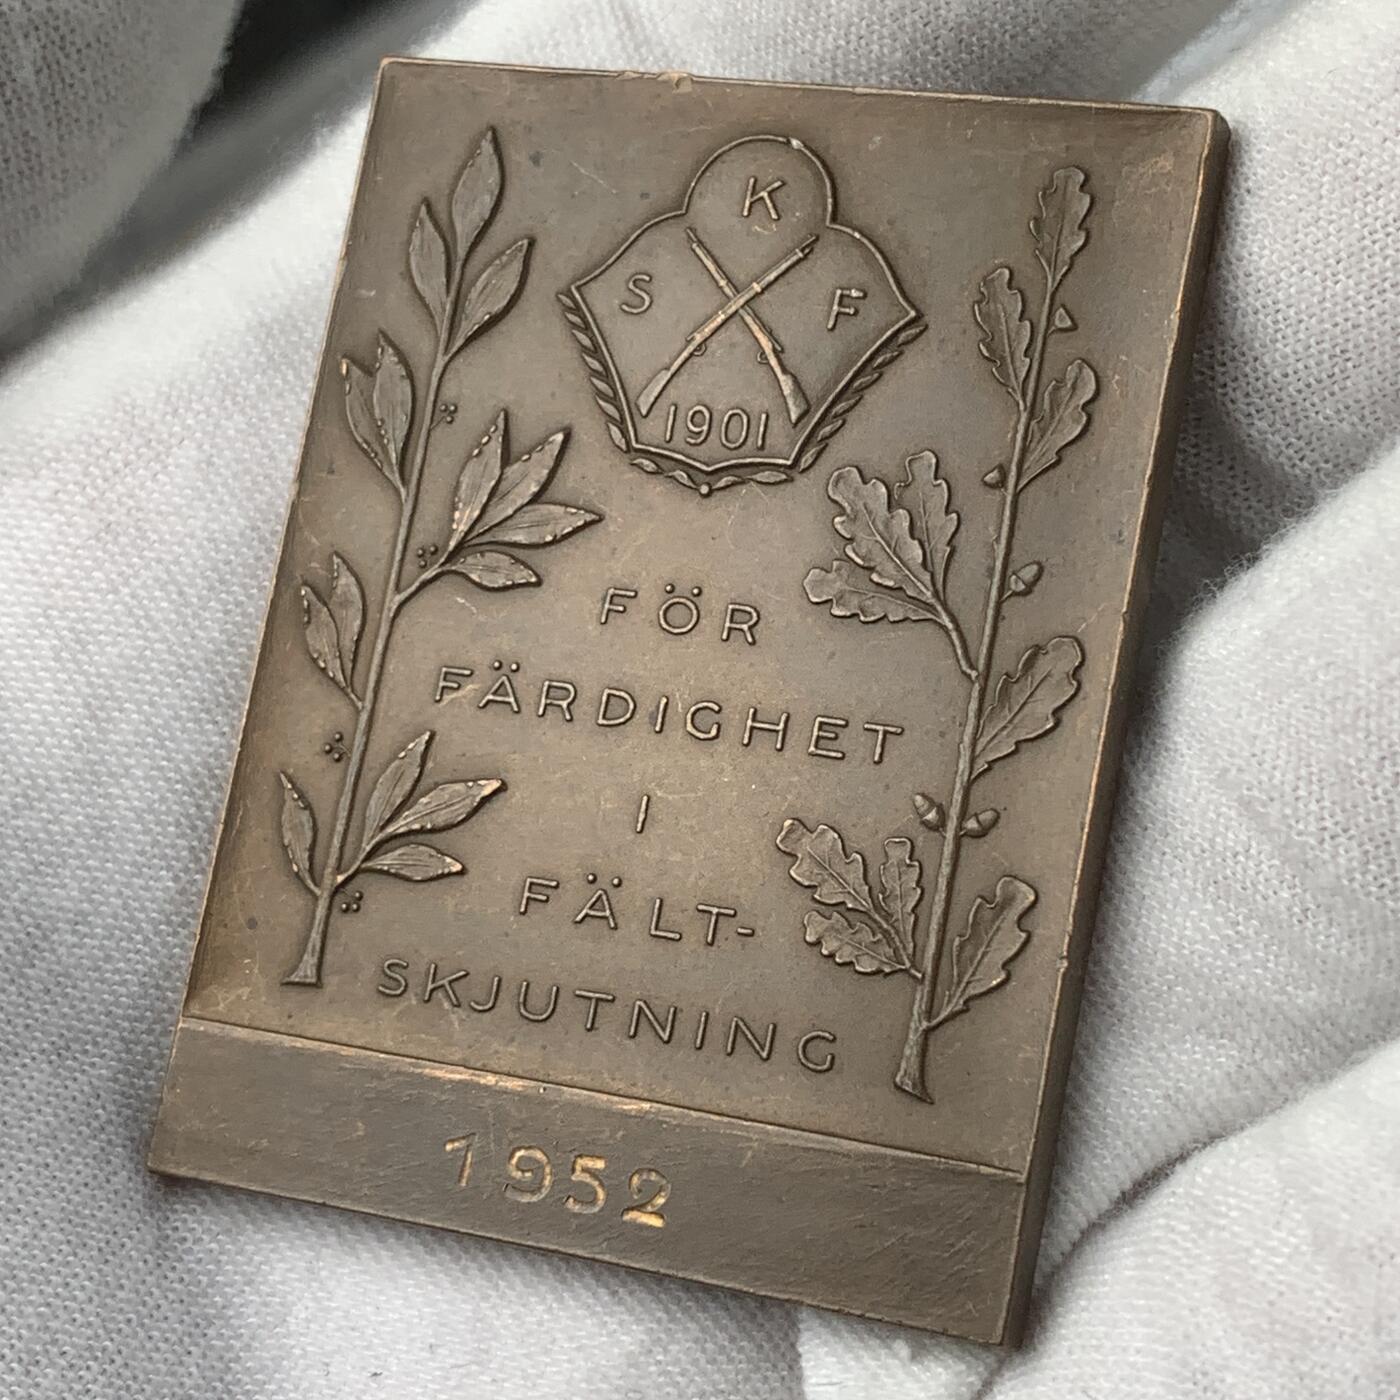 K
S F
1901
FÖR
FÄRDIGHET
I
FÄLT-
SKJUTNING
1952